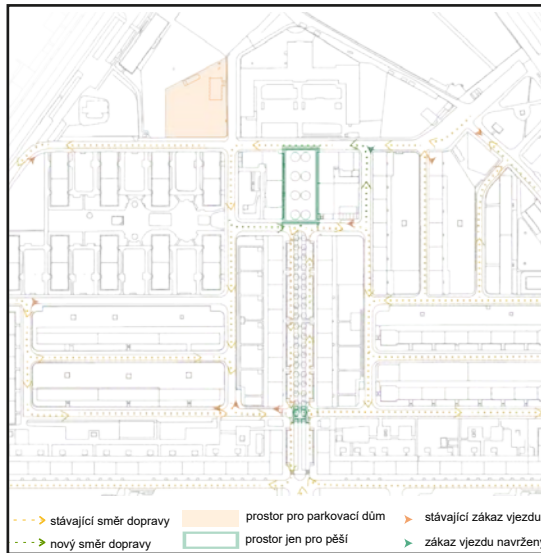 stávající směr dopravy
prostor pro parkovací dům
stávající zákaz vjezdu
nový směr dopravy
prostor jen pro pěší
zákaz vjezdu navržený